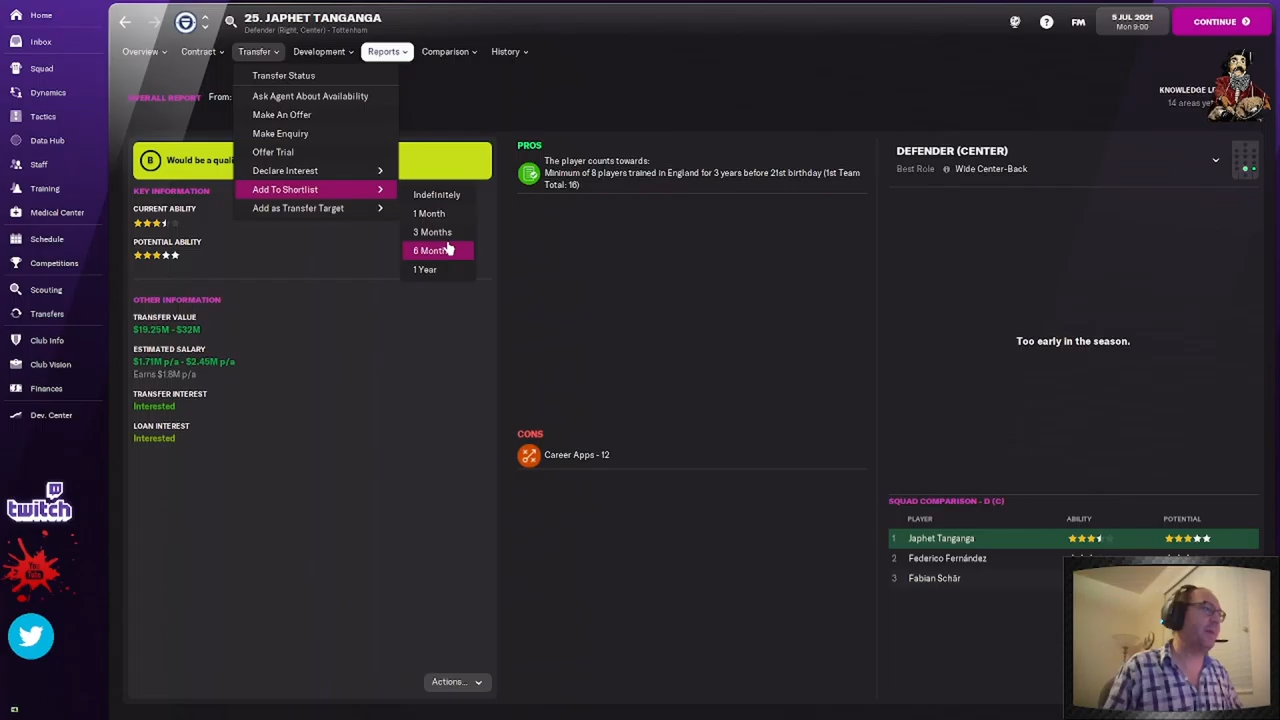 Home
25. JAPHET TANGANGA
Defender (Right, Center) - Tottenham
FM
5 JUL 2021
Mon 9:00
CONTINUE
Inbox
Overview
Contract
Transfer
Development
Reports
Comparison
History
Squad
Transfer Status
Dynamics
OVERALL REPORT
From:
Ask Agent About Availability
KNOWLEDGE
14 areas
Tactics
Make An Offer
Data Hub
Make Enquiry
Offer Trial
Staff
B
Would be a
Declare Interest
Training
KEY INFORMATION
Add To Shortlist
Indefinitely
Medical Center
CURRENT ABILITY
Add as Transfer Target
1 Month
Schedule
3 Months
POTENTIAL ABILITY
6
Competitions
1 Year
Scouting
OTHER INFORMATION
Transfers
TRANSFER VALUE
$19.25M - $32M
Club Info
ESTIMATED SALARY
$1.71M p/a - $2.45M p/a
Earns $1.8M p/a
Club Vision
Finances
TRANSFER INTEREST
Interested
Dev. Center
LOAN INTEREST
Interested
PROS
The player counts towards:
Minimum of 8 players trained in England for 3 years before 21st birthday (1st Team
Total: 16)
CONS
Career Apps - 12
DEFENDER (CENTER)
Best Role
Wide Center-Back
Too early in the season.
SQUAD COMPARISON - D (C)
PLAYER
ABILITY
POTENTIAL
1 Japhet Tanganga
2 Federico Fernández
3 Fabian Schär
twitch
You
Tube
Actions...